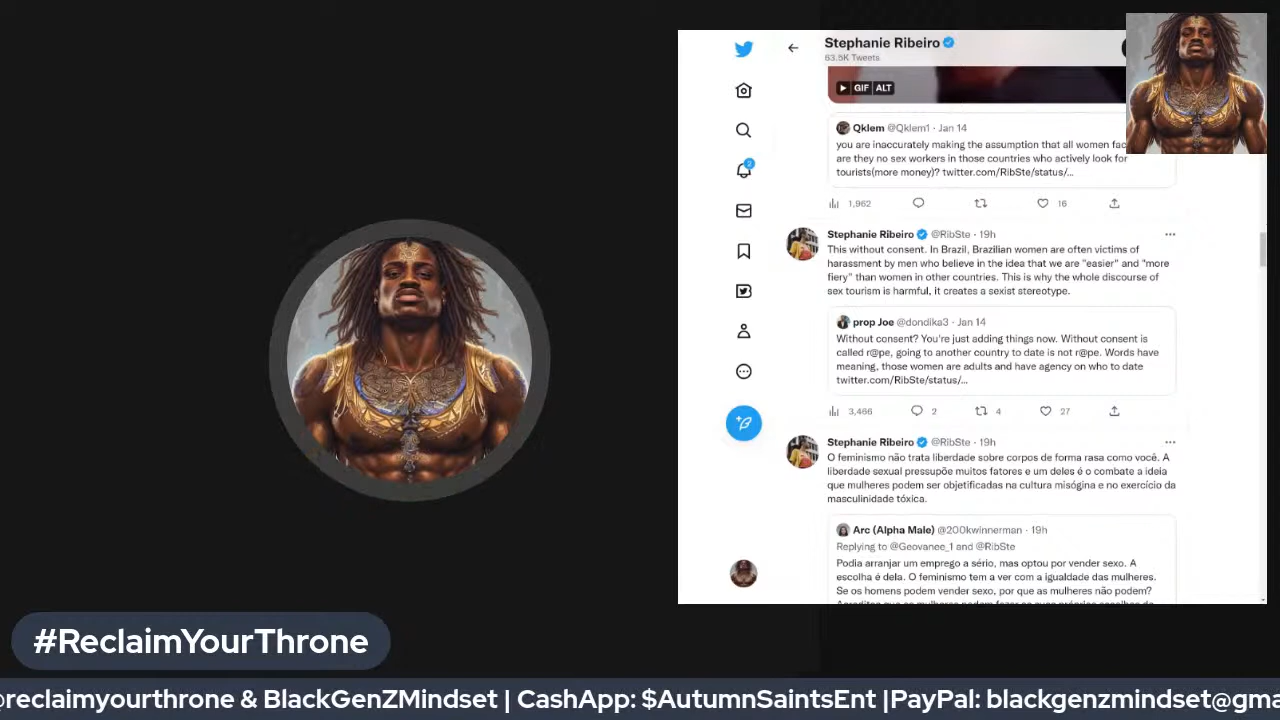 Stephanie Ribeiro
63.5K Tweets
GIF ALT
Qklem @Qklem1 · Jan 14
you are inaccurately making the assumption that all women
are they no sex workers in those countries who actively look for
tourists(more money)? twitter.com/RibSte/status/...
1,962 16
Stephanie Ribeiro @RibSte · 19h
This without consent. In Brazil, Brazilian women are often victims of
harassment by men who believe in the idea that we are "easier" and "more
fiery" than women in other countries. This is why the whole discourse of
sex tourism is harmful, it creates a sexist stereotype.
prop Joe @dondika3 · Jan 14
Without consent? You're just adding things now. Without consent is
called r@pe, going to another country to date is not r@pe. Words have
meaning, those women are adults and have agency on who to date
twitter.com/RibSte/status/...
3,466 2 4 27
Stephanie Ribeiro @RibSte · 19h
O feminismo não trata liberdade sobre corpos de forma rasa como você. A
liberdade sexual pressupõe muitos fatores e um deles é o combate a ideia
que mulheres podem ser objetificadas na cultura misógina e no exercício da
masculinidade tóxica.
Arc (Alpha Male) @200kwinnerman · 19h
Replying to @Geovanee_1 and @RibSte
Podia arranjar um emprego a sério, mas optou por vender sexo. A
escolha é dela. O feminismo tem a ver com a igualdade das mulheres.
Se os homens podem vender sexo, por que as mulheres não podem?
2
#ReclaimYourThrone
@reclaimyourthrone & BlackGenZMindset | CashApp: $AutumnSaintsEnt |PayPal: blackgenzmindset@gma